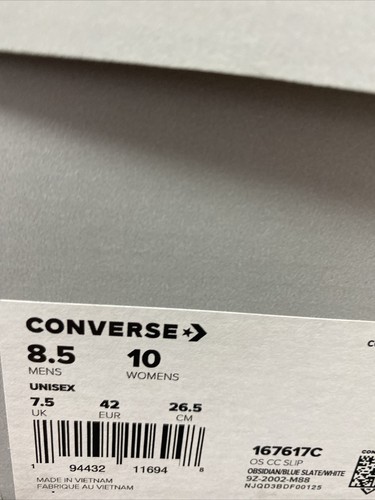 CONVERSE
8.5 10
MENS WOMENS
UNISEX
7.5 42 26.5
UK EUR CM
1 94432 11694 8
MADE IN VIETNAM
FABRIQUÉ AU VIETNAM
167617C
OS CC SLIP
OBSIDIAN/BLUE SLATE/WHITE
9Z-2002-M88
NJQD3BDF00125